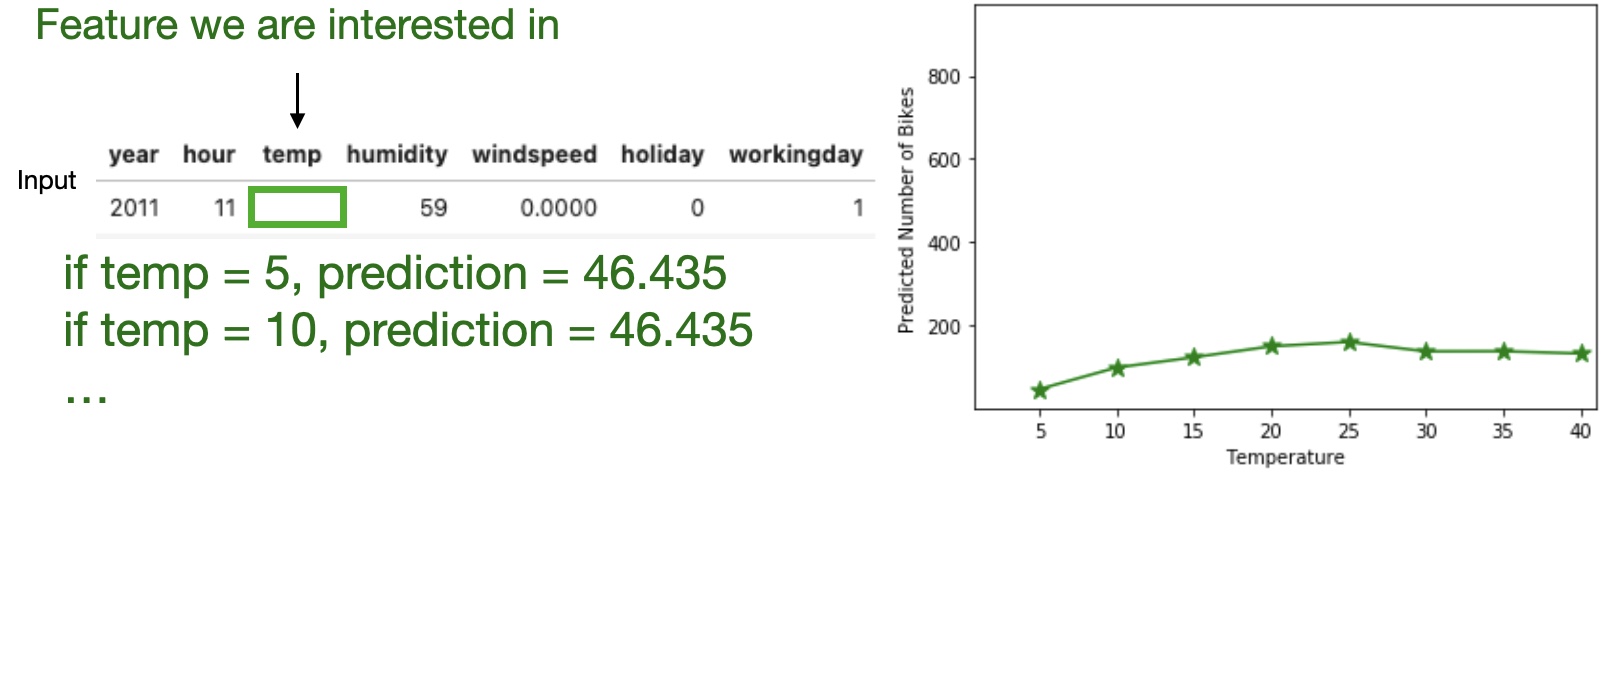 Feature we are interested in
year hour temp humidity windspeed holiday workingday
Input
2011 11 59 0.0000 0 1
if temp = 5, prediction = 46.435
if temp = 10, prediction = 46.435
...
Predicted Number of Bikes
800
600
400
200
5 10 15 20 25 30 35 40
Temperature